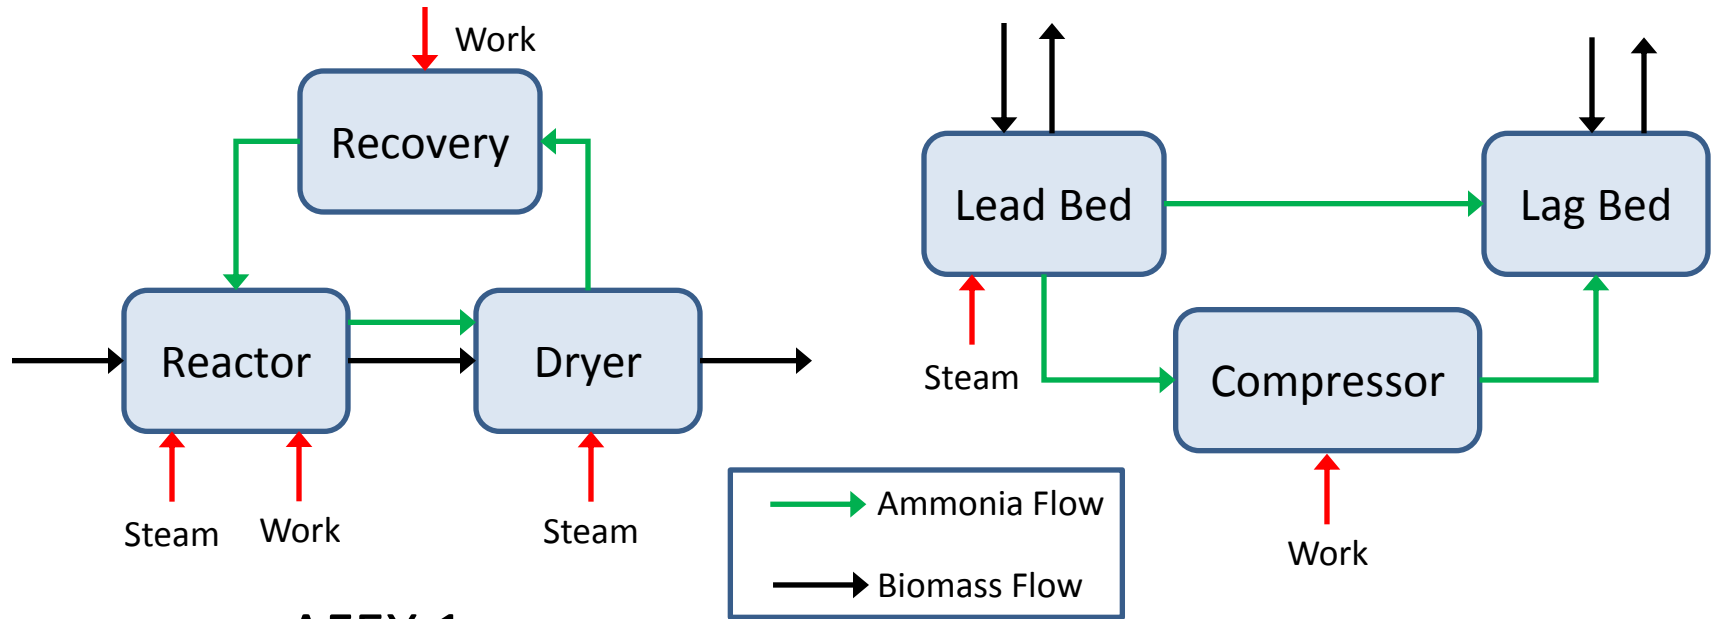 Work
Recovery
Reactor
Dryer
Steam
Work
Steam
Lead Bed
Lag Bed
Steam
Compressor
Work
Ammonia Flow
Biomass Flow